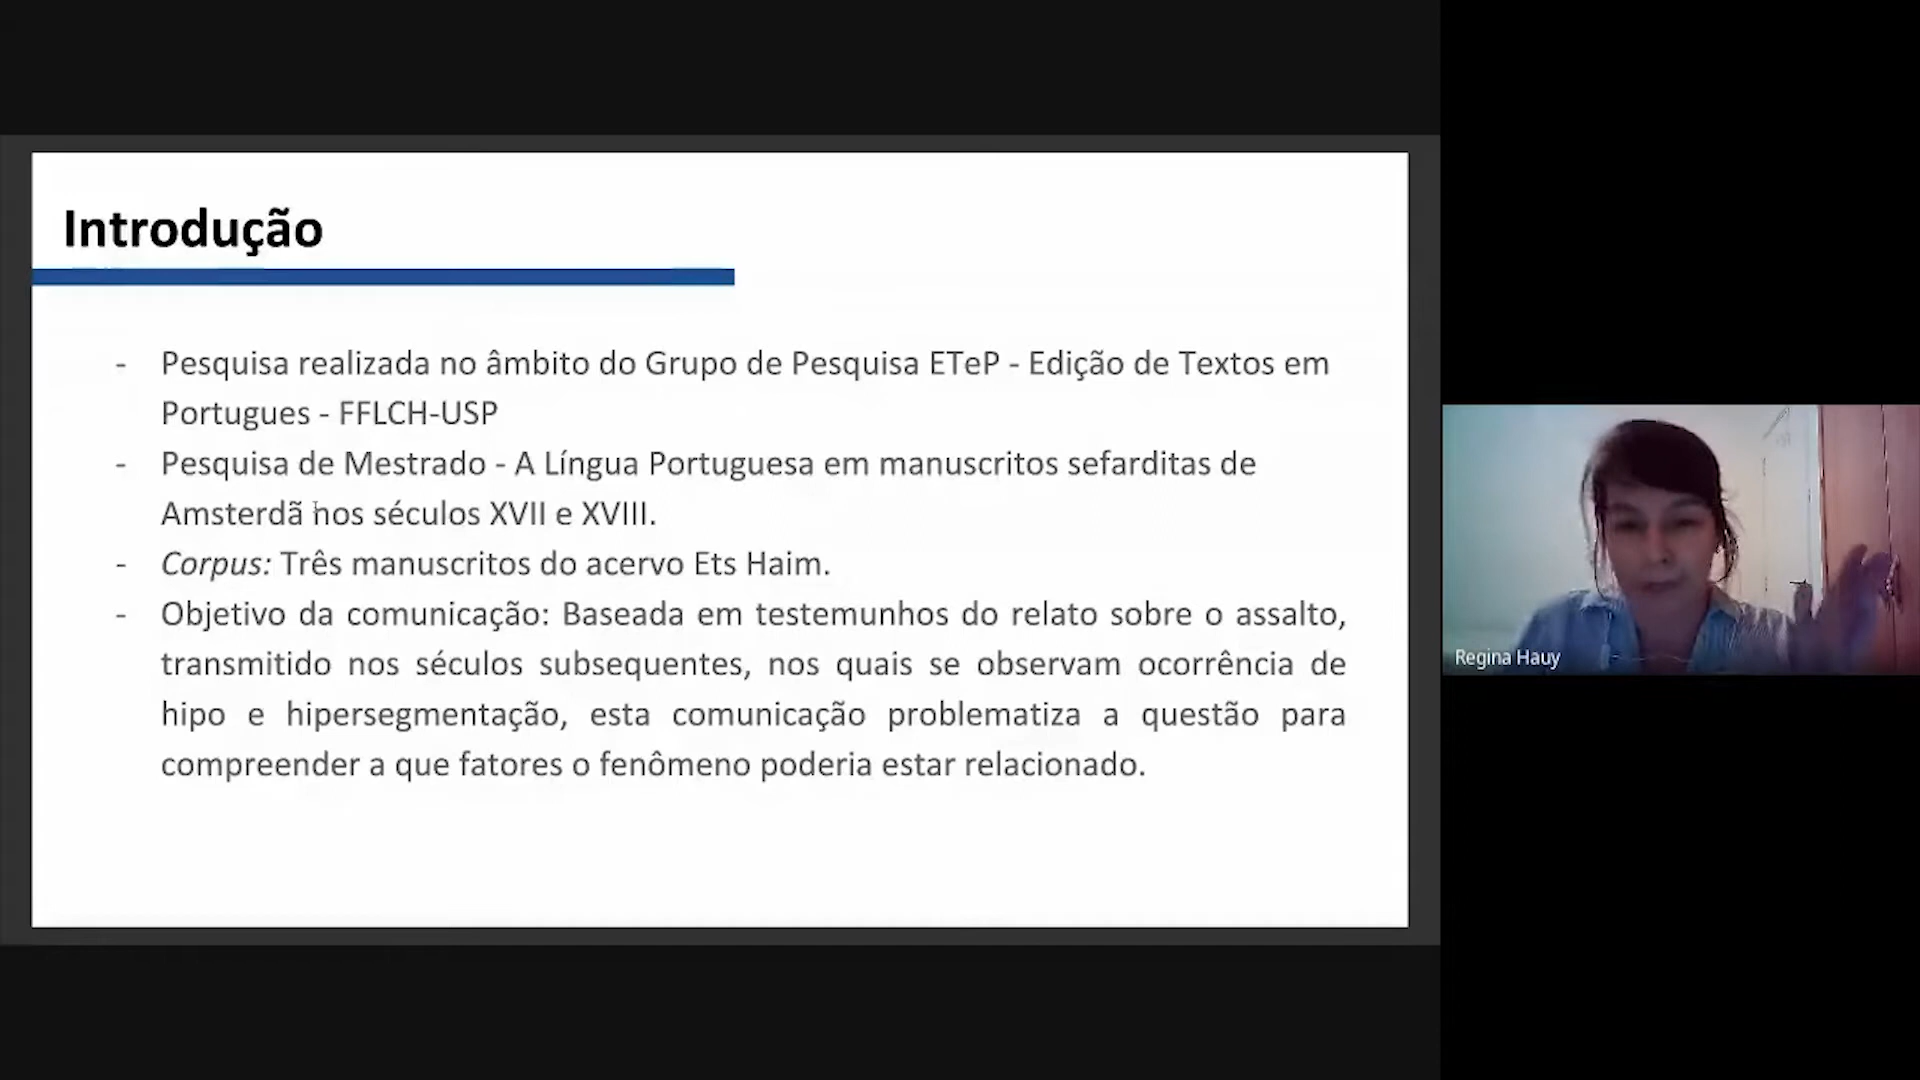 Introdução
- Pesquisa realizada no âmbito do Grupo de Pesquisa ETeP - Edição de Textos em
Portugues - FFLCH-USP
- Pesquisa de Mestrado - A Língua Portuguesa em manuscritos sefarditas de
Amsterdã nos séculos XVII e XVIII.
- Corpus: Três manuscritos do acervo Ets Haim.
- Objetivo da comunicação: Baseada em testemunhos do relato sobre o assalto,
transmitido nos séculos subsequentes, nos quais se observam ocorrência de
hipo e hipersegmentação, esta comunicação problematiza a questão para
compreender a que fatores o fenômeno poderia estar relacionado.
Regina Hauy